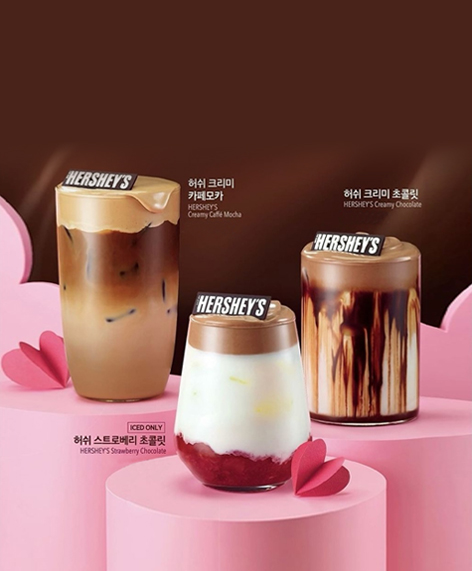 HERSHEY'S
허쉬 크리미
카페모카
HERSHEY'S
Creamy Caffé Mocha
허쉬 크리미 초콜릿
HERSHEY'S Creamy Chocolate
HERSHEY'S
HERSHEY'S
ICED ONLY
허쉬 스트로베리 초콜릿
HERSHEY'S Strawberry Chocolate